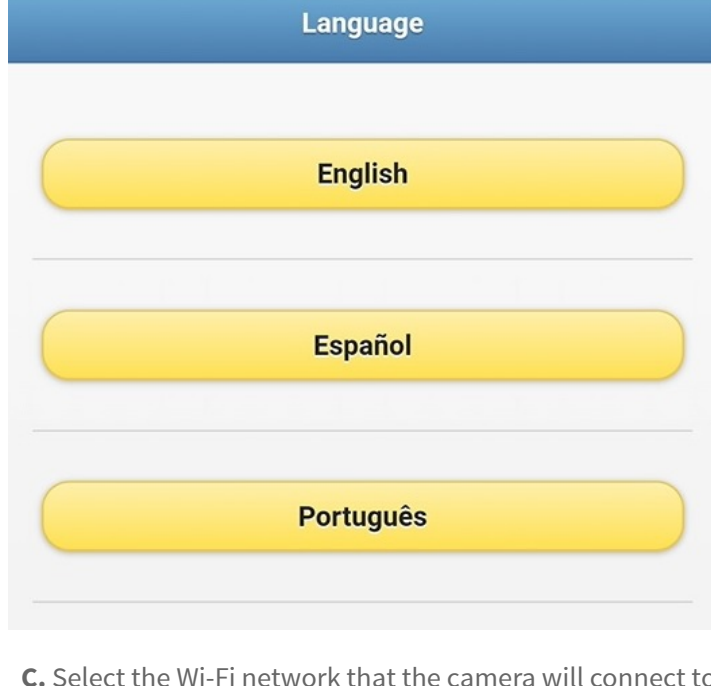 Language
English
Español
Português
C. Select the Wi-Fi network that the camera will connect to